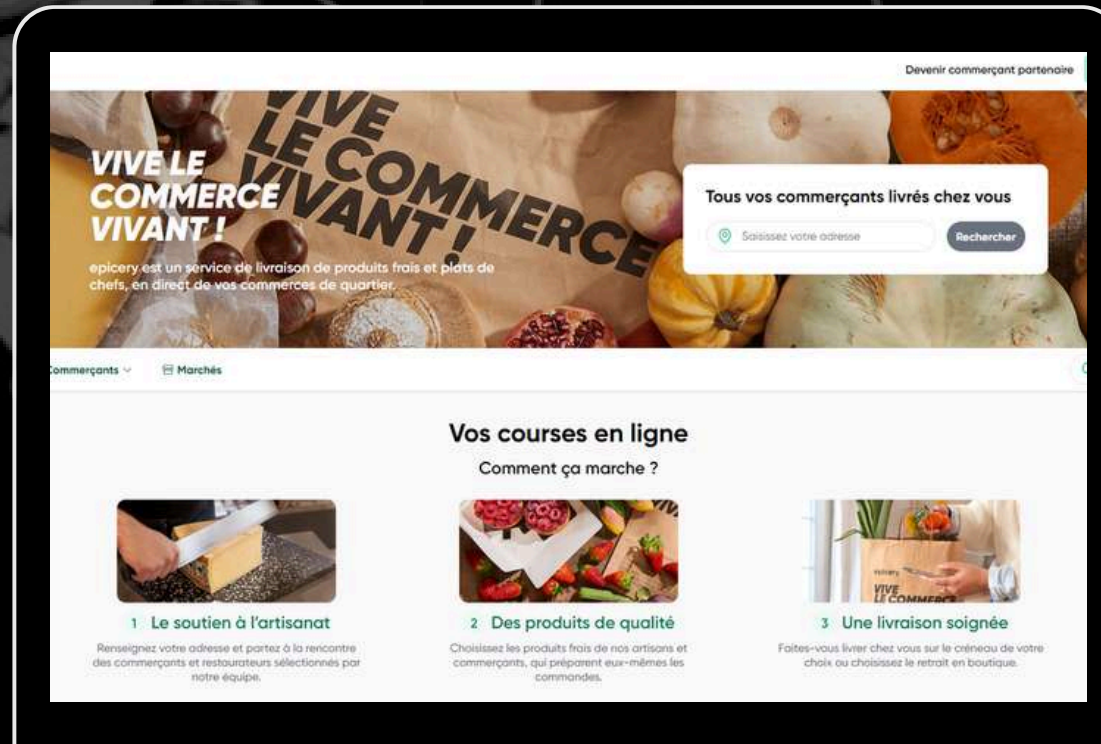 Devenir commerçant partenaire
VIVE
LE COMMERCE
VIVANT !
VIVE LE
COMMERCE
VIVANT !
epicery est un service de livraison de produits frais et plats de
chefs, en direct de vos commerces de quartier.
Tous vos commerçants livrés chez vous
Saisissez votre adresse
Rechercher
Commerçants
Marchés
Vos courses en ligne
Comment ça marche ?
1 Le soutien à l'artisanat
Renseignez votre adresse et partez à la rencontre
des commerçants et restaurateurs sélectionnés par
notre équipe.
2 Des produits de qualité
Choisissez les produits frais de nos artisans et
commerçants, qui préparent eux-mêmes les
commandes.
epicery
VIVE
LE COMMERCE
3 Une livraison soignée
Faites-vous livrer chez vous sur le créneau de votre
choix ou choisissez le retrait en boutique.